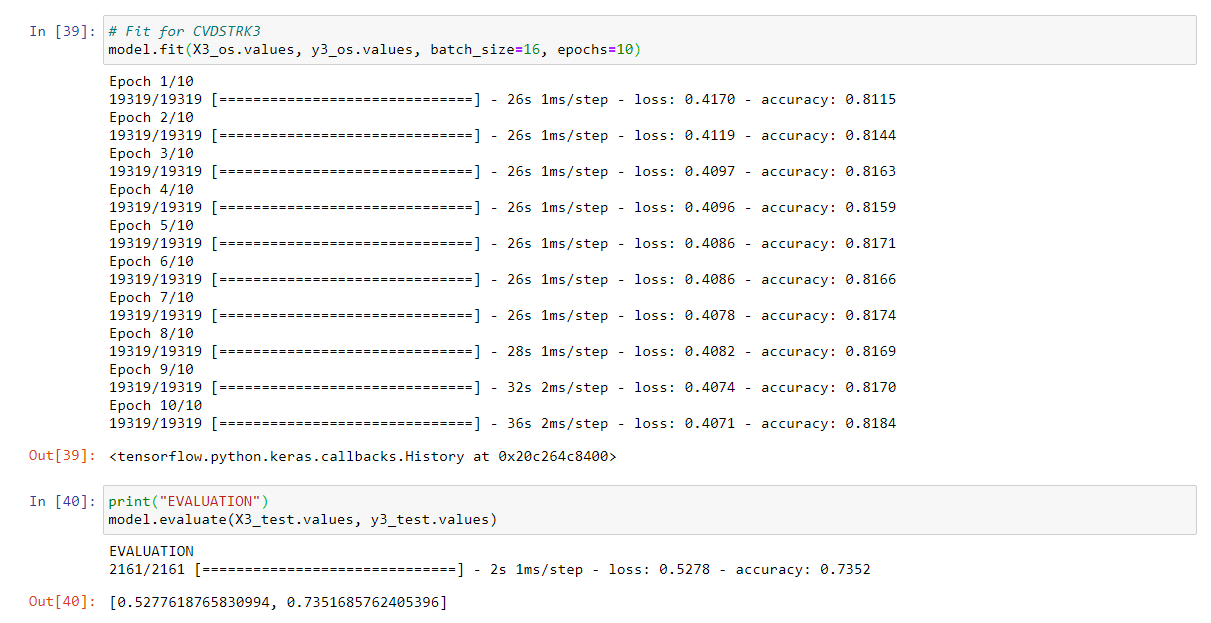 In [39]: # Fit for CVDSTRK3
model.fit(X3_os.values, y3_os.values, batch_size=16, epochs=10)
Epoch 1/10
19319/19319 [==============================] - 26s 1ms/step - loss: 0.4170 - accuracy: 0.8115
Epoch 2/10
19319/19319 [==============================] - 26s 1ms/step - loss: 0.4119 - accuracy: 0.8144
Epoch 3/10
19319/19319 [==============================] - 26s 1ms/step - loss: 0.4097 - accuracy: 0.8163
Epoch 4/10
19319/19319 [==============================] - 26s 1ms/step - loss: 0.4096 - accuracy: 0.8159
Epoch 5/10
19319/19319 [==============================] - 26s 1ms/step - loss: 0.4086 - accuracy: 0.8171
Epoch 6/10
19319/19319 [==============================] - 26s 1ms/step - loss: 0.4086 - accuracy: 0.8166
Epoch 7/10
19319/19319 [==============================] - 26s 1ms/step - loss: 0.4078 - accuracy: 0.8174
Epoch 8/10
19319/19319 [==============================] - 28s 1ms/step - loss: 0.4082 - accuracy: 0.8169
Epoch 9/10
19319/19319 [==============================] - 32s 2ms/step - loss: 0.4074 - accuracy: 0.8170
Epoch 10/10
19319/19319 [==============================] - 36s 2ms/step - loss: 0.4071 - accuracy: 0.8184
Out[39]: <tensorflow.python.keras.callbacks.History at 0x20c264c8400>
In [40]: print("EVALUATION")
model.evaluate(X3_test.values, y3_test.values)
EVALUATION
2161/2161 [==============================] - 2s 1ms/step - loss: 0.5278 - accuracy: 0.7352
Out[40]: [0.5277618765830994, 0.7351685762405396]